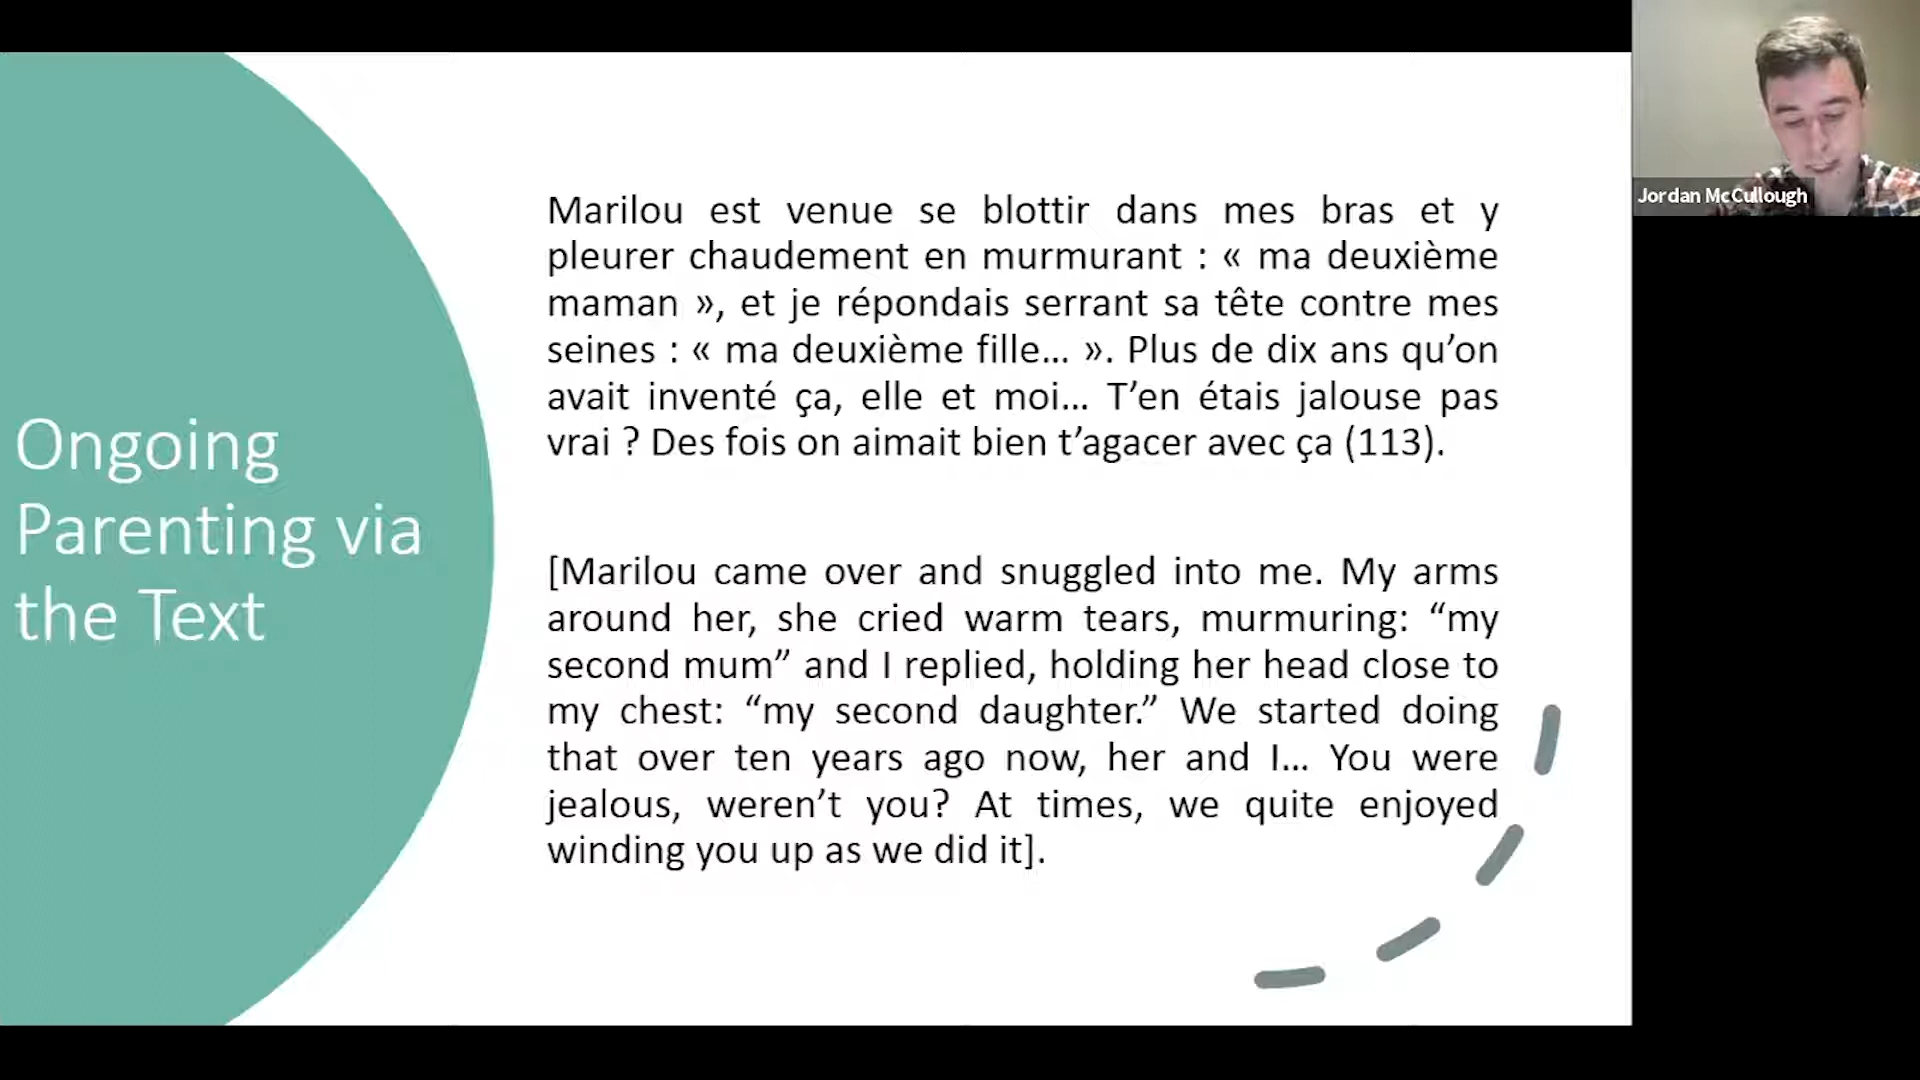 Ongoing
Parenting via
the Text
Marilou est venue se blottir dans mes bras et y
pleurer chaudement en murmurant : « ma deuxième
maman », et je répondais serrant sa tête contre mes
seines : « ma deuxième fille... ». Plus de dix ans qu’on
avait inventé ça, elle et moi... T’en étais jalouse pas
vrai ? Des fois on aimait bien t’agacer avec ça (113).
[Marilou came over and snuggled into me. My arms
around her, she cried warm tears, murmuring: “my
second mum” and I replied, holding her head close to
my chest: “my second daughter.” We started doing
that over ten years ago now, her and I... You were
jealous, weren’t you? At times, we quite enjoyed
winding you up as we did it].
Jordan McCullough